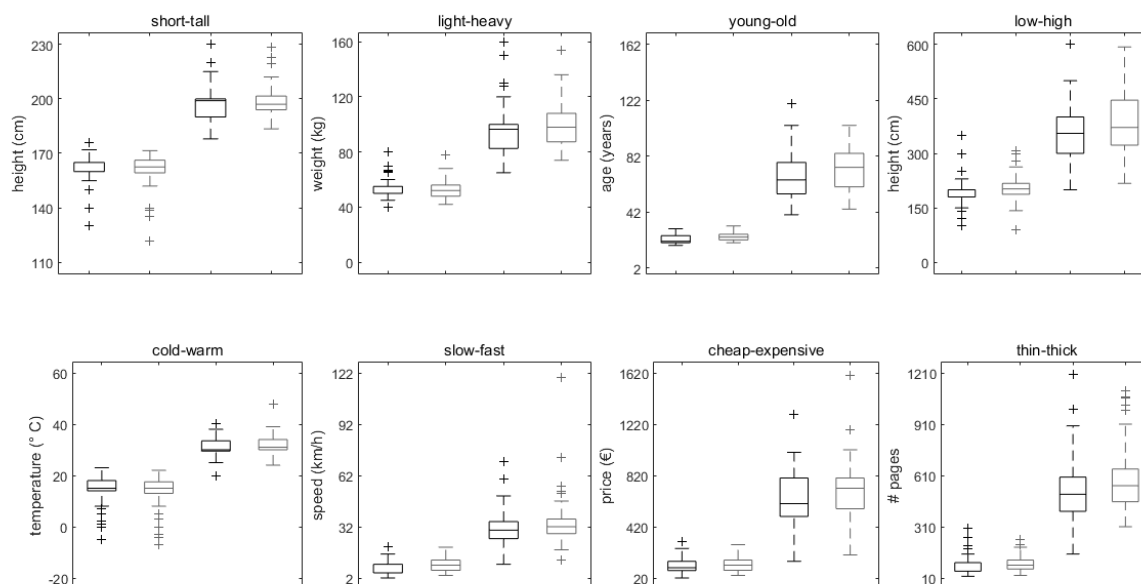 short-tall
height (cm)
230
200
170
140
110
light-heavy
weight (kg)
160
120
80
40
0
young-old
age (years)
162
122
82
42
2
low-high
height (cm)
600
450
300
150
0
cold-warm
temperature (° C)
60
40
20
0
-20
slow-fast
speed (km/h)
122
92
62
32
2
cheap-expensive
price (€)
1620
1220
820
420
20
thin-thick
# pages
1210
910
610
310
10